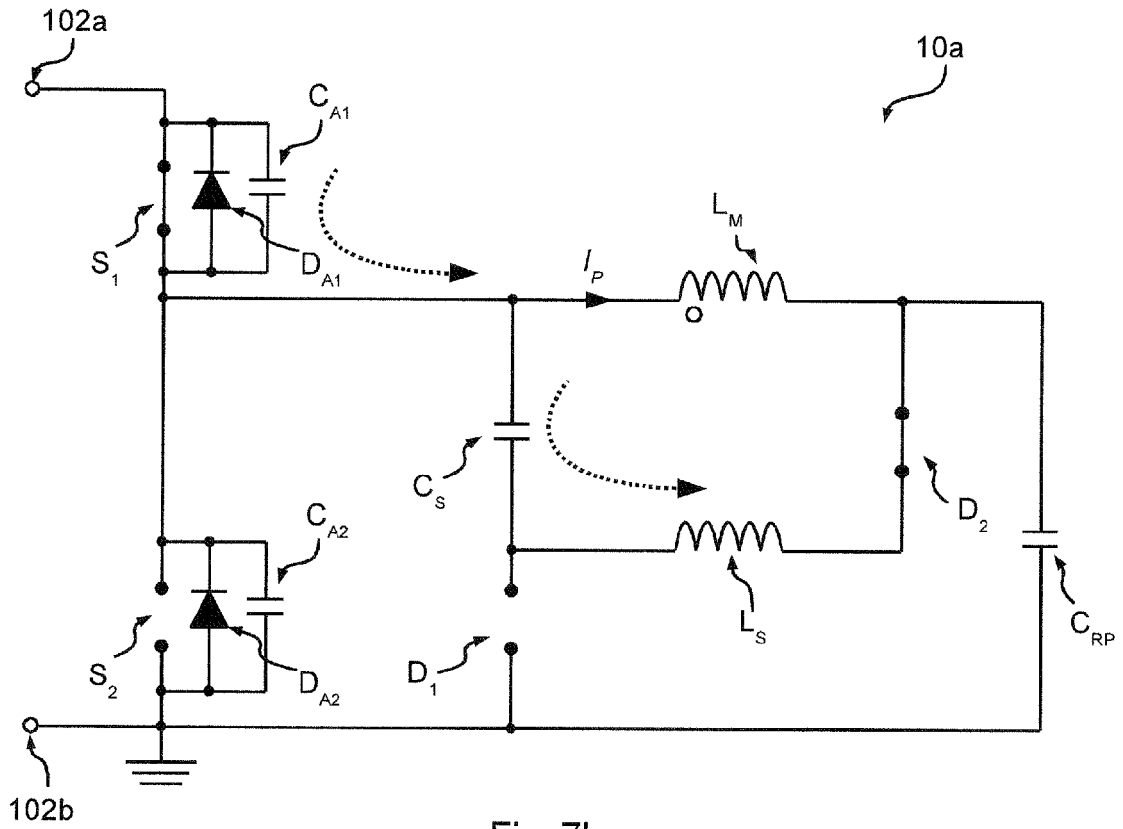 102a
10a
C_A1
L_M
S_1
D_A1
I_P
C_S
D_2
C_A2
L_S
C_RP
S_2
D_A2
D_1
102b